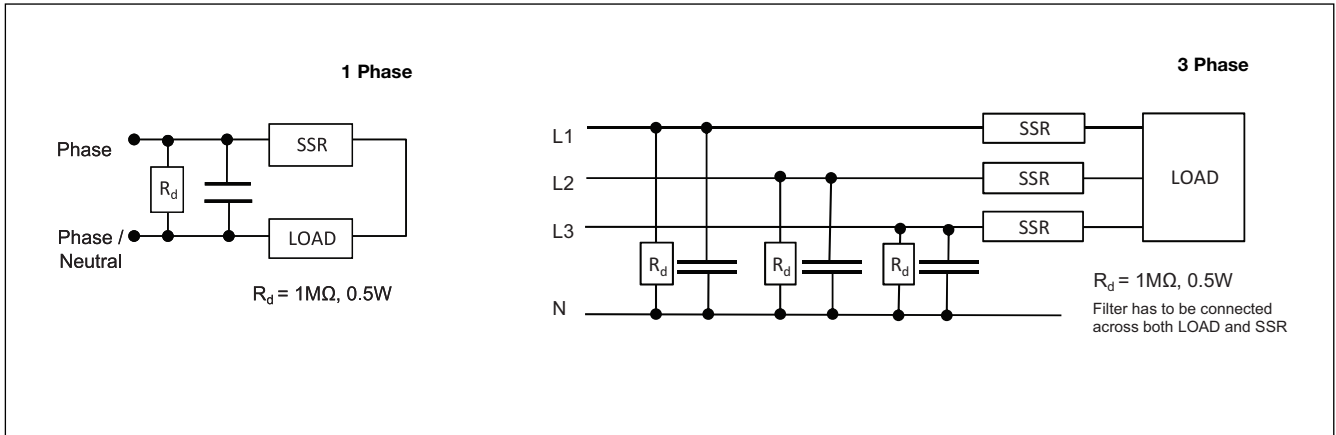 1 Phase
Phase
SSR
Rd
Phase /
Neutral
LOAD
Rd = 1MΩ, 0.5W
3 Phase
L1
SSR
L2
SSR
LOAD
L3
SSR
Rd
Rd
Rd
N
Rd = 1MΩ, 0.5W
Filter has to be connected
across both LOAD and SSR